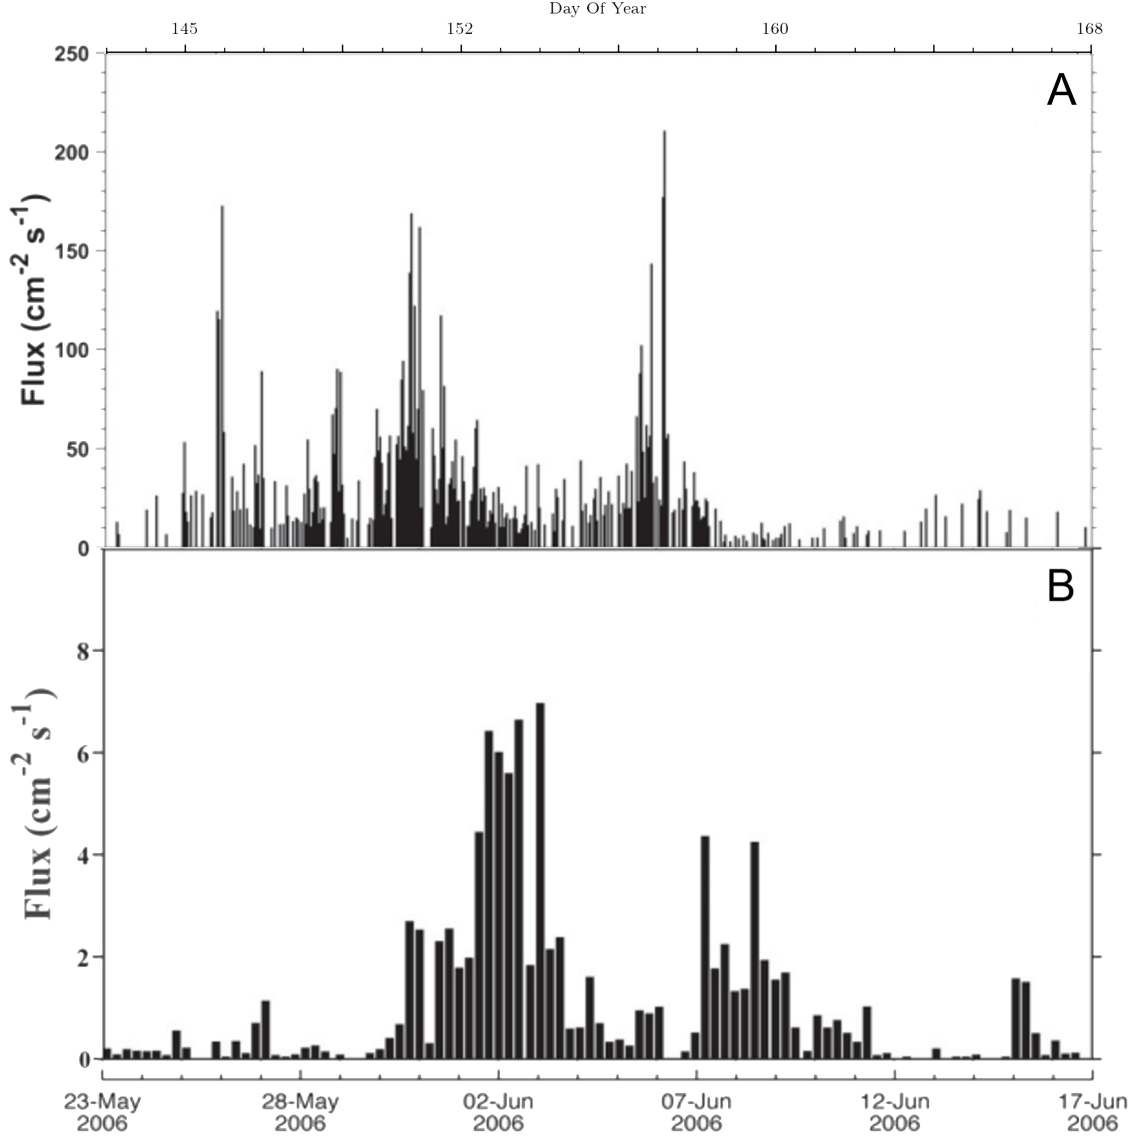 Day Of Year
145 152 160 168
250
A
200
150
100
50
0
Flux (cm-2 s-1)
B
8
6
4
2
0
Flux (cm-2 s-1)
23-May 28-May 02-Jun 07-Jun 12-Jun 17-Jun
2006 2006 2006 2006 2006 2006